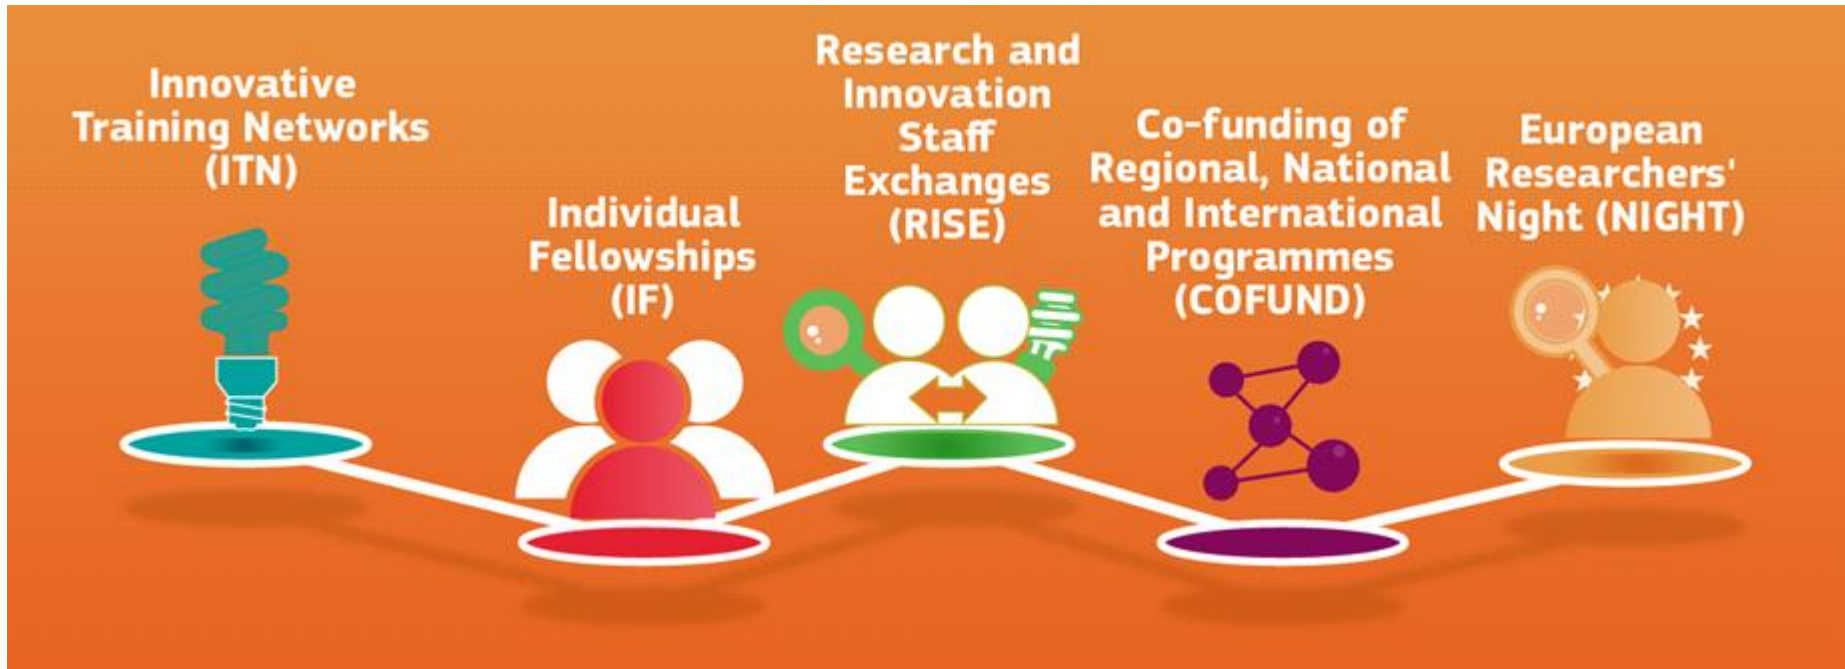 Innovative
Training Networks
(ITN)
Individual
Fellowships
(IF)
Research and
Innovation
Staff
Exchanges
(RISE)
Co-funding of
Regional, National
and International
Programmes
(COFUND)
European
Researchers'
Night (NIGHT)